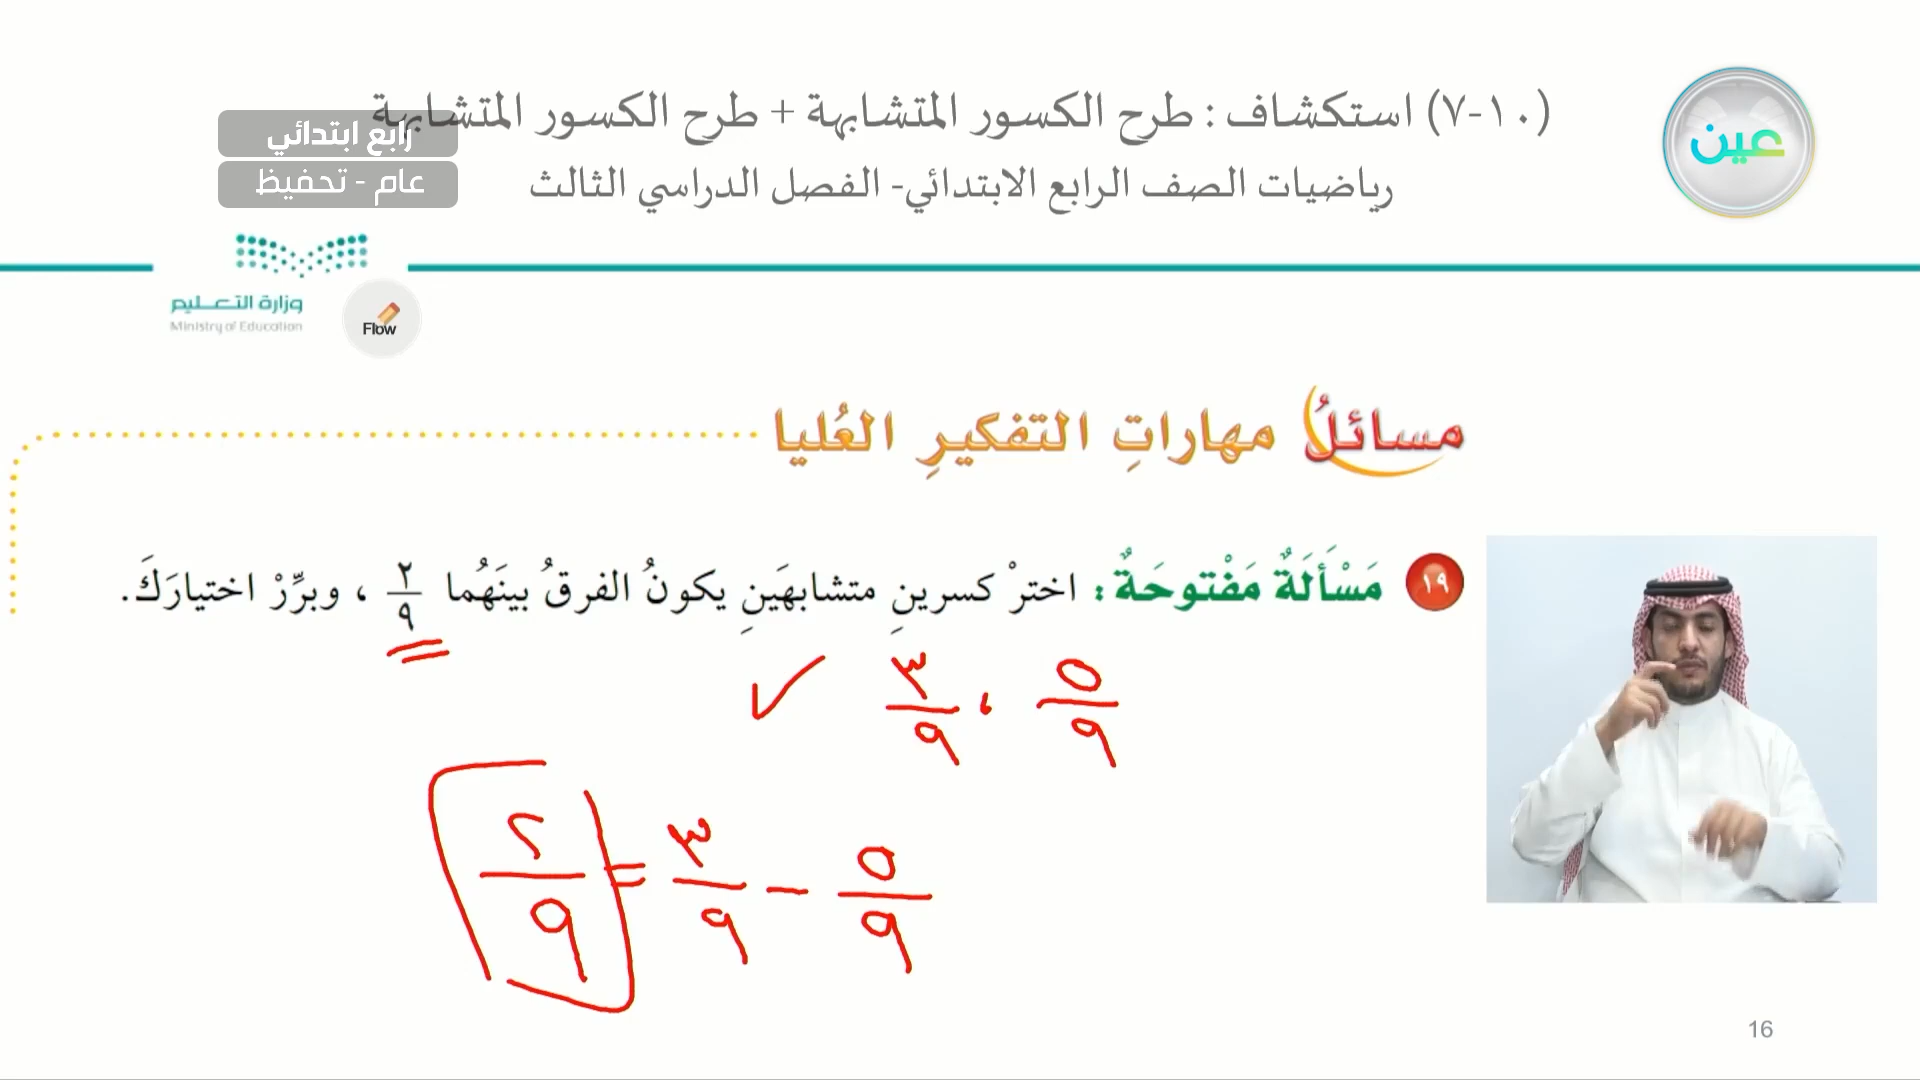 (١٠-٧) استكشاف : طرح الكسور المتشابهة + طرح الكسور المتشابهة
رياضيات الصف الرابع الابتدائي- الفصل الدراسي الثالث
عين
رابع ابتدائي
عام - تحفيظ
وزارة التعليم
Ministry of Education
Flow
مسائلُ مهاراتِ التفكيرِ العُليا
١٩ مَسْأَلَةٌ مَفْتوحَةٌ : اخترْ كسرينِ متشابهَينِ يكونُ الفرقُ بينَهُما ٢/٩ ، وبرِّرْ اختيارَكَ.
٥/٩ ، ٣/٩ ✓
٥/٩ - ٣/٩ = ٢/٩
16